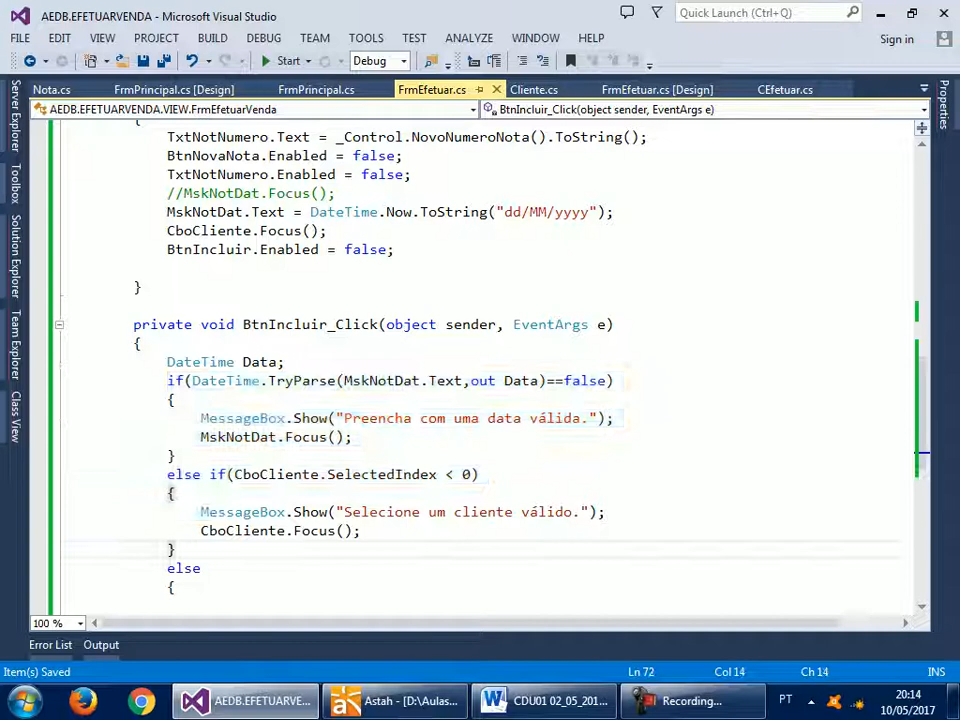 AEDB.EFETUARVENDA - Microsoft Visual Studio
Quick Launch (Ctrl+Q)
FILE EDIT VIEW PROJECT BUILD DEBUG TEAM TOOLS TEST ANALYZE WINDOW HELP
Sign in
Start Debug
Nota.cs FrmPrincipal.cs [Design] FrmPrincipal.cs FrmEfetuar.cs Cliente.cs FrmEfetuar.cs [Design] CEfetuar.cs
AEDB.EFETUARVENDA.VIEW.FrmEfetuarVenda BtnIncluir_Click(object sender, EventArgs e)
Server Explorer
Toolbox
Solution Explorer
Team Explorer
Class View
Properties
{
TxtNotNumero.Text = _Control.NovoNumeroNota().ToString();
BtnNovaNota.Enabled = false;
TxtNotNumero.Enabled = false;
//MskNotDat.Focus();
MskNotDat.Text = DateTime.Now.ToString("dd/MM/yyyy");
CboCliente.Focus();
BtnIncluir.Enabled = false;
}
private void BtnIncluir_Click(object sender, EventArgs e)
{
DateTime Data;
if(DateTime.TryParse(MskNotDat.Text,out Data)==false)
{
MessageBox.Show("Preencha com uma data válida.");
MskNotDat.Focus();
}
else if(CboCliente.SelectedIndex < 0)
{
MessageBox.Show("Selecione um cliente válido.");
CboCliente.Focus();
}
else
{
100 %
Error List Output
Item(s) Saved Ln 72 Col 14 Ch 14 INS
AEDB.EFETUARVE... Astah - [D:\Aulas... CDU01 02_05_201... Recording... PT 20:14
10/05/2017